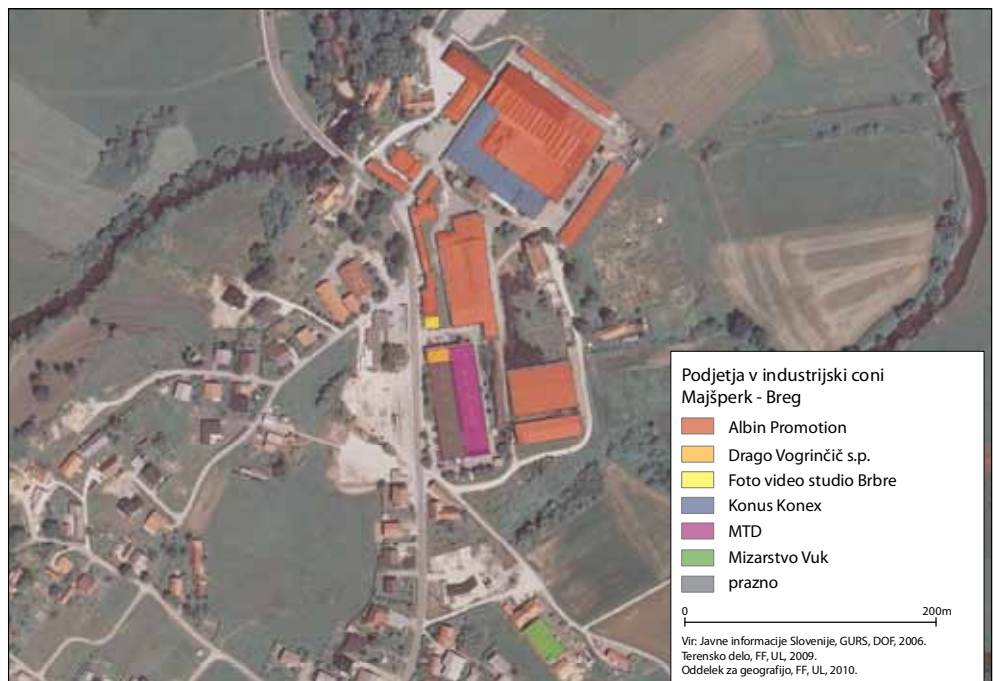 Podjetja v industrijski coni
Majšperk - Breg
Albin Promotion
Drago Vogrinčič s.p.
Foto video studio Brbre
Konus Konex
MTD
Mizarstvo Vuk
prazno
0 200m
Vir: Javne informacije Slovenije, GURS, DOF, 2006.
Terensko delo, FF, UL, 2009.
Oddelek za geografijo, FF, UL, 2010.